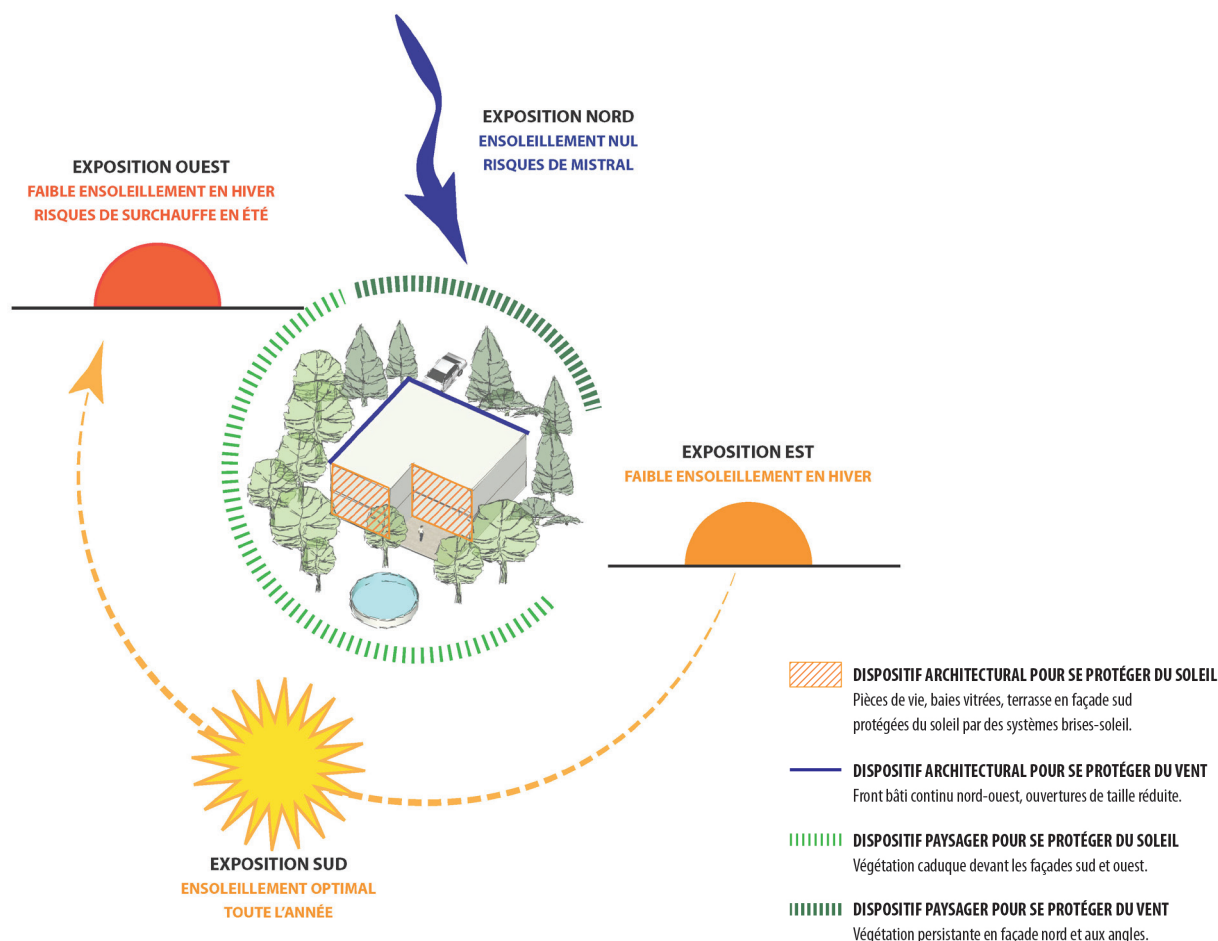 EXPOSITION NORD
ENSOLEILLEMENT NUL
RISQUES DE MISTRAL
EXPOSITION OUEST
FAIBLE ENSOLEILLEMENT EN HIVER
RISQUES DE SURCHAUFFE EN ÉTÉ
EXPOSITION EST
FAIBLE ENSOLEILLEMENT EN HIVER
EXPOSITION SUD
ENSOLEILLEMENT OPTIMAL
TOUTE L'ANNÉE
DISPOSITIF ARCHITECTURAL POUR SE PROTÉGER DU SOLEIL
Pièces de vie, baies vitrées, terrasse en façade sud
protégées du soleil par des systèmes brises-soleil.
DISPOSITIF ARCHITECTURAL POUR SE PROTÉGER DU VENT
Front bâti continu nord-ouest, ouvertures de taille réduite.
DISPOSITIF PAYSAGER POUR SE PROTÉGER DU SOLEIL
Végétation caduque devant les façades sud et ouest.
DISPOSITIF PAYSAGER POUR SE PROTÉGER DU VENT
Végétation persistante en façade nord et aux angles.